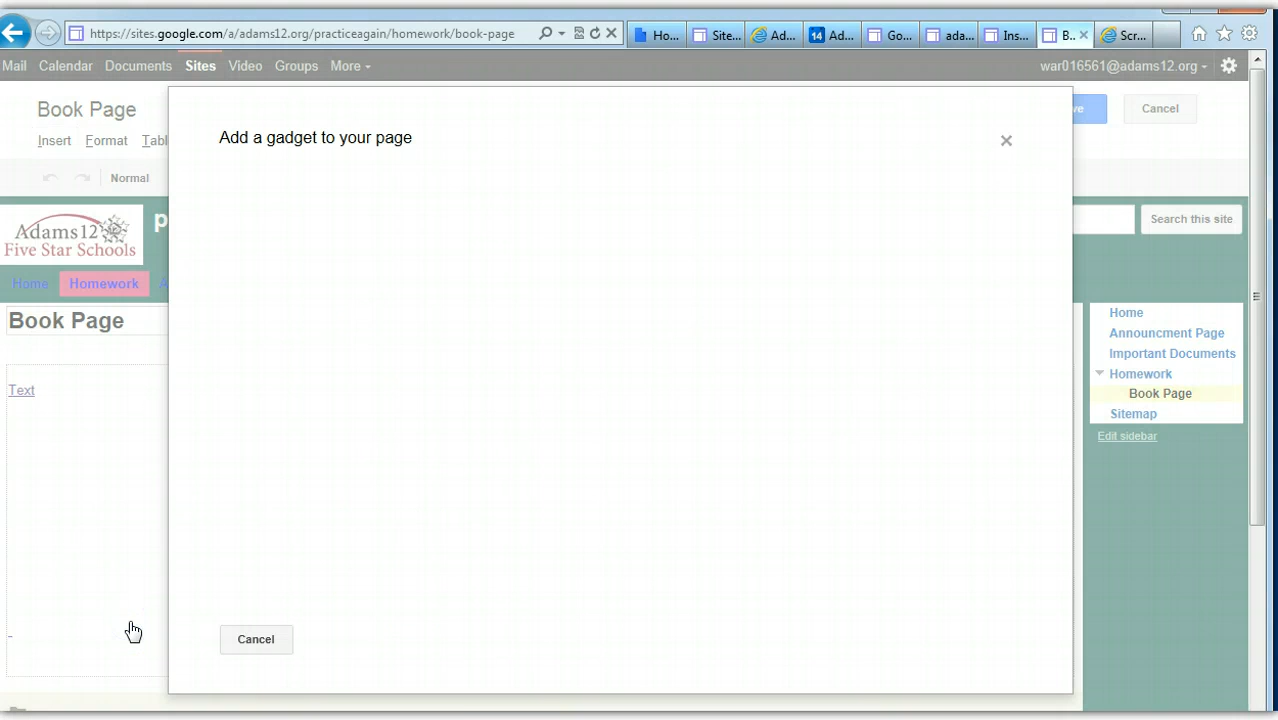 https://sites.google.com/a/adams12.org/practiceagain/homework/book-page
Ho...
Site...
Ad...
14 Ad...
Go...
ada...
Ins...
B..
Scr...
Mail Calendar Documents Sites Video Groups More
war016561@adams12.org
Book Page
Cancel
Insert Format
Normal
Add a gadget to your page
Adams12
Five Star Schools
Search this site
Home Homework
Book Page
Text
Home
Announcment Page
Important Documents
Homework
Book Page
Sitemap
Edit sidebar
Cancel